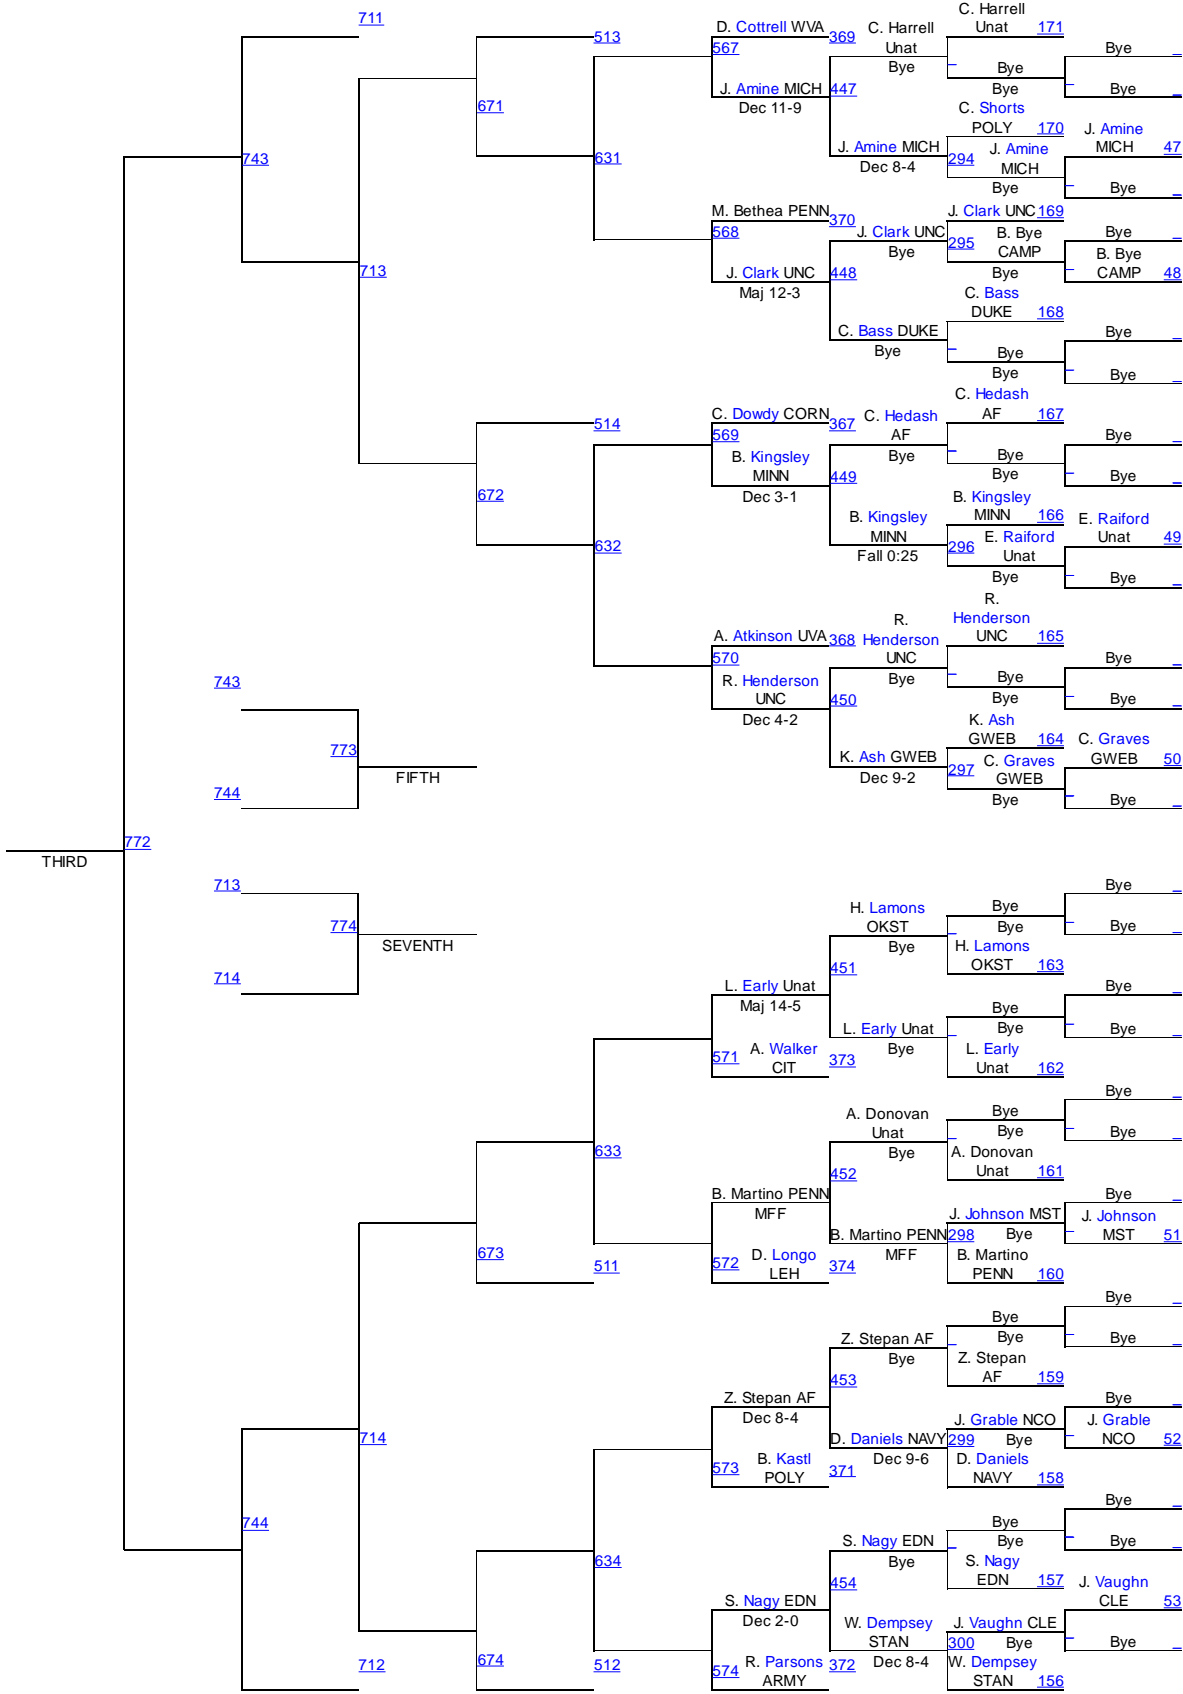 C. Harrell
711
D. Cottrell WVA 369 C. Harrell Unat 171
513 Unat Bye _
567 Bye _ Bye
671 J. Amine MICH 447 Bye _ Bye _
Dec 11-9 C. Shorts
POLY 170 J. Amine
743 631 J. Amine MICH 294 J. Amine MICH 47
Dec 8-4 MICH
Bye _ Bye _
M. Bethea PENN 370 J. Clark UNC 169
568 J. Clark UNC 295 B. Bye Bye _
Bye CAMP B. Bye
713 J. Clark UNC 448 Bye _ CAMP 48
Maj 12-3 C. Bass
DUKE 168
C. Bass DUKE _ Bye _
Bye Bye
Bye _ Bye _
C. Hedash
C. Dowdy CORN 367 C. Hedash AF 167
514 569 AF Bye _
B. Kingsley Bye _ Bye
MINN 449 Bye _ Bye _
672 Dec 3-1 B. Kingsley
B. Kingsley MINN 166 E. Raiford
MINN E. Raiford Unat 49
632 Fall 0:25 296 Unat
Bye _ Bye _
R.
R. Henderson
A. Atkinson UVA 368 Henderson UNC 165
570 UNC Bye _
743 R. Henderson Bye _ Bye
UNC 450 Bye _ Bye _
Dec 4-2 K. Ash
773 GWEB 164 C. Graves
K. Ash GWEB 297 C. Graves GWEB 50
FIFTH Dec 9-2 GWEB
744 Bye _ Bye _
772
THIRD
713 Bye _
H. Lamons Bye
774 OKST _ Bye _ Bye _
SEVENTH Bye H. Lamons
714 451 OKST 163
L. Early Unat Bye _
Maj 14-5 Bye
L. Early Unat _ Bye _ Bye _
571 A. Walker 373 Bye L. Early
CIT Unat 162
Bye _
A. Donovan Bye
Unat _ Bye _ Bye _
633 Bye A. Donovan
452 Unat 161
B. Martino PENN Bye _
MFF J. Johnson MST J. Johnson
B. Martino PENN 298 Bye _ MST 51
673 572 D. Longo 374 MFF B. Martino
511 LEH PENN 160
Bye _
Bye
Z. Stepan AF _ Bye _ Bye _
Bye Z. Stepan
453 AF 159
Z. Stepan AF Bye _
Dec 8-4 J. Grable NCO J. Grable
714 D. Daniels NAVY 299 Bye _ NCO 52
573 B. Kastl 371 Dec 9-6 D. Daniels
POLY NAVY 158
Bye _
744 Bye
S. Nagy EDN _ Bye _ Bye _
634 Bye S. Nagy
454 EDN 157 J. Vaughn
S. Nagy EDN CLE 53
Dec 2-0 W. Dempsey J. Vaughn CLE
STAN 300 Bye _ Bye _
712 674 512 574 R. Parsons 372 Dec 8-4 W. Dempsey
ARMY STAN 156